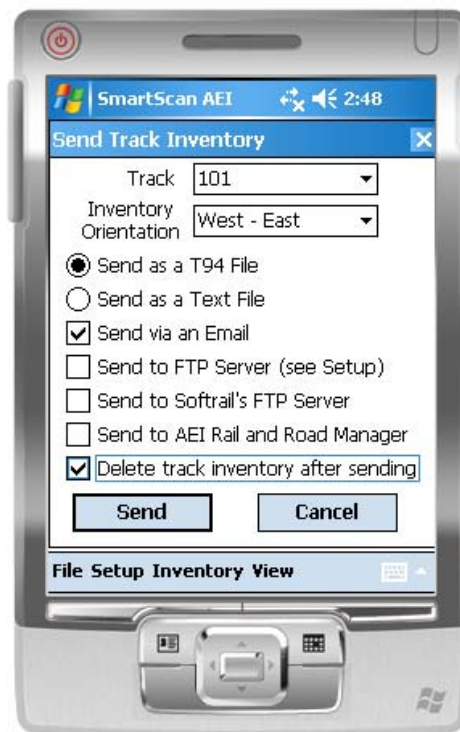 SmartScan AEI 2:48
Send Track Inventory
Track 101
Inventory
Orientation West - East
Send as a T94 File
Send as a Text File
Send via an Email
Send to FTP Server (see Setup)
Send to Softrail's FTP Server
Send to AEI Rail and Road Manager
Delete track inventory after sending
Send Cancel
File Setup Inventory View